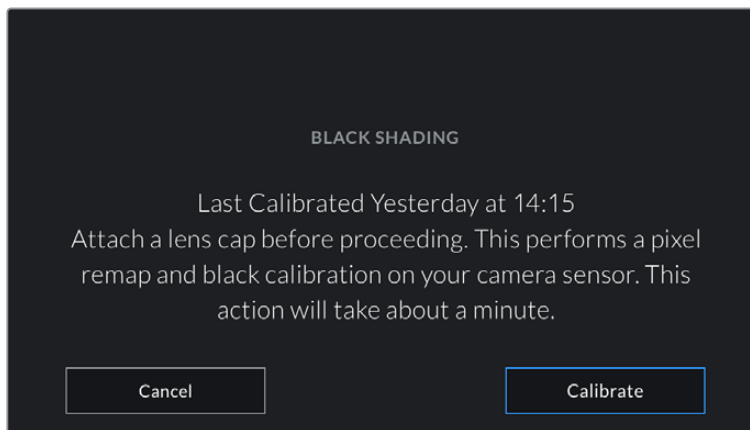 BLACK SHADING
Last Calibrated Yesterday at 14:15
Attach a lens cap before proceeding. This performs a pixel
remap and black calibration on your camera sensor. This
action will take about a minute.
Cancel
Calibrate